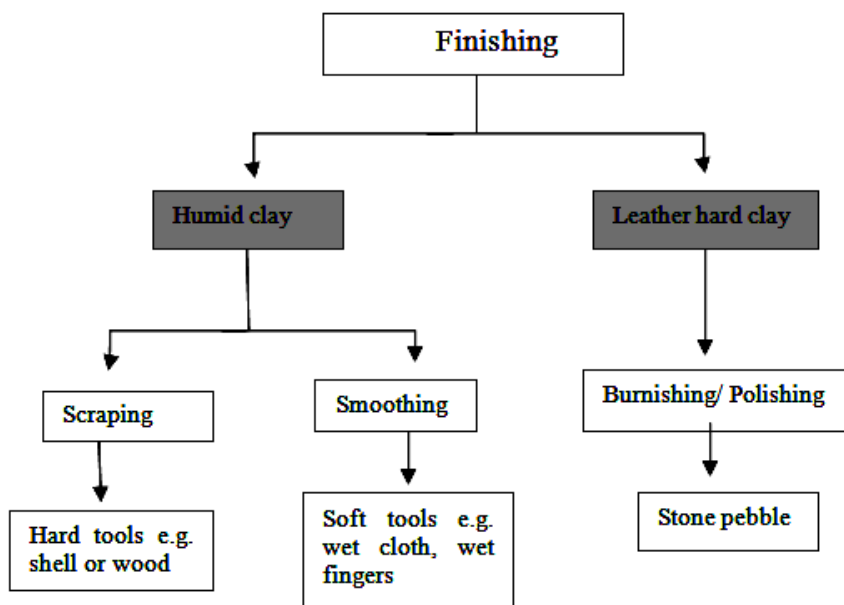 Finishing
Humid clay
Leather hard clay
Scraping
Smoothing
Burnishing/ Polishing
Hard tools e.g.
shell or wood
Soft tools e.g.
wet cloth, wet
fingers
Stone pebble